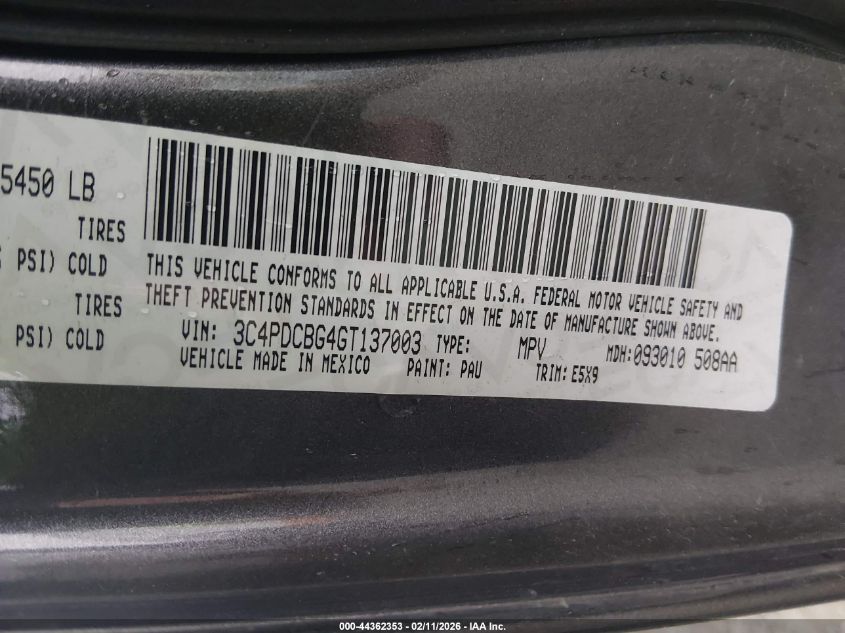 5450 LB
TIRES
PSI) COLD
TIRES
PSI) COLD
THIS VEHICLE CONFORMS TO ALL APPLICABLE U.S.A. FEDERAL MOTOR VEHICLE SAFETY AND
THEFT PREVENTION STANDARDS IN EFFECT ON THE DATE OF MANUFACTURE SHOWN ABOVE.
VIN: 3C4PDCBG4GT137003 TYPE: MPV MDH:093010 508AA
VEHICLE MADE IN MEXICO PAINT: PAU TRIM: E5X9
000-44362353 - 02/11/2026 - IAA Inc.